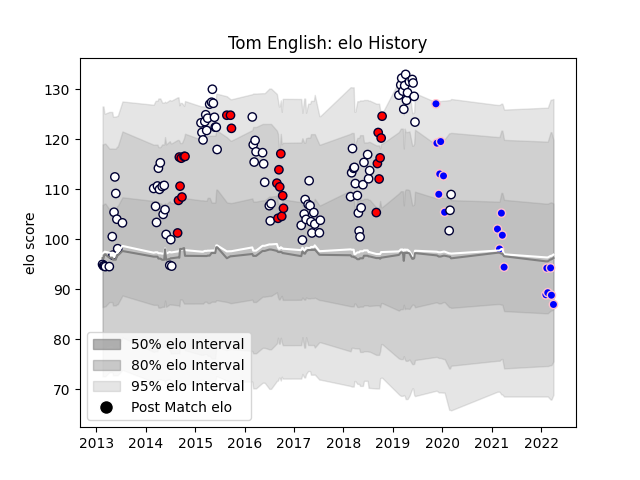 Tom English: elo History
elo score
130
120
110
100
90
80
70
50% elo Interval
80% elo Interval
95% elo Interval
Post Match elo
2013 2014 2015 2016 2017 2018 2019 2020 2021 2022